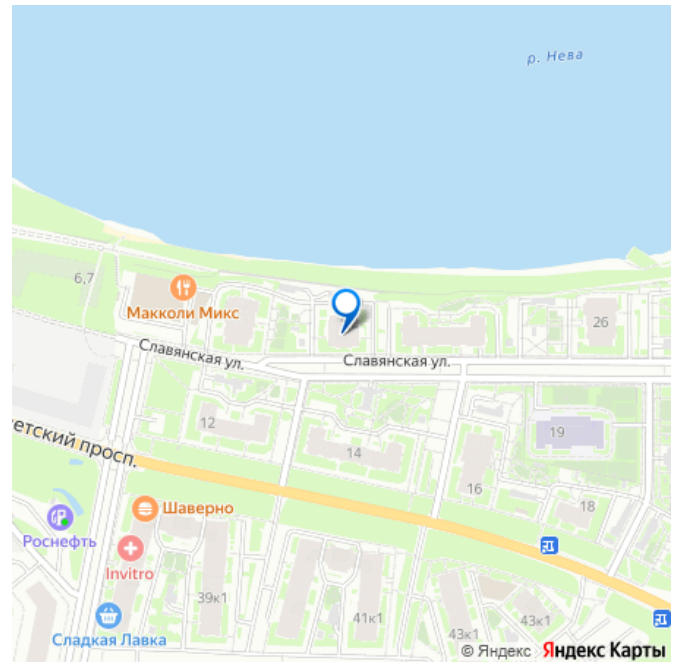 р. Нева
6,7
Макколи Микс
26
Славянская ул.
Славянская ул.
12
14
19
етский просп.
16
18
Шаверно
Роснефть
Invitro
39к1
41к1
43к1
43к1
Сладкая Лавка
© Яндекс Яндекс Карты